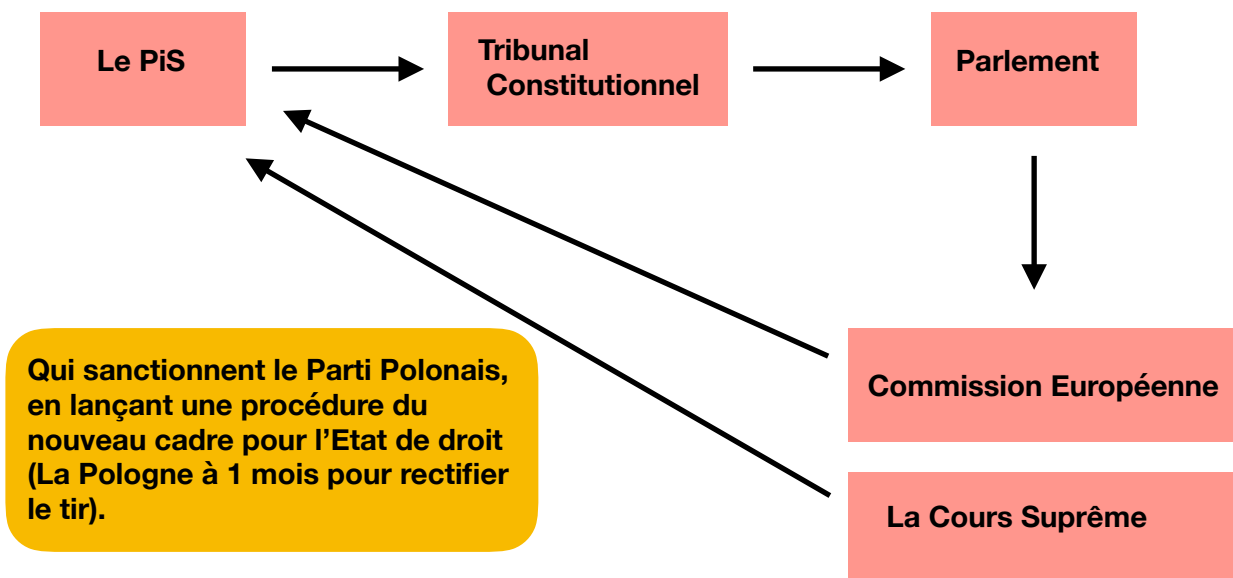 Le PiS
Tribunal
Constitutionnel
Parlement
Qui sanctionnent le Parti Polonais,
en lançant une procédure du
nouveau cadre pour l’Etat de droit
(La Pologne à 1 mois pour rectifier
le tir).
Commission Européenne
La Cours Suprême